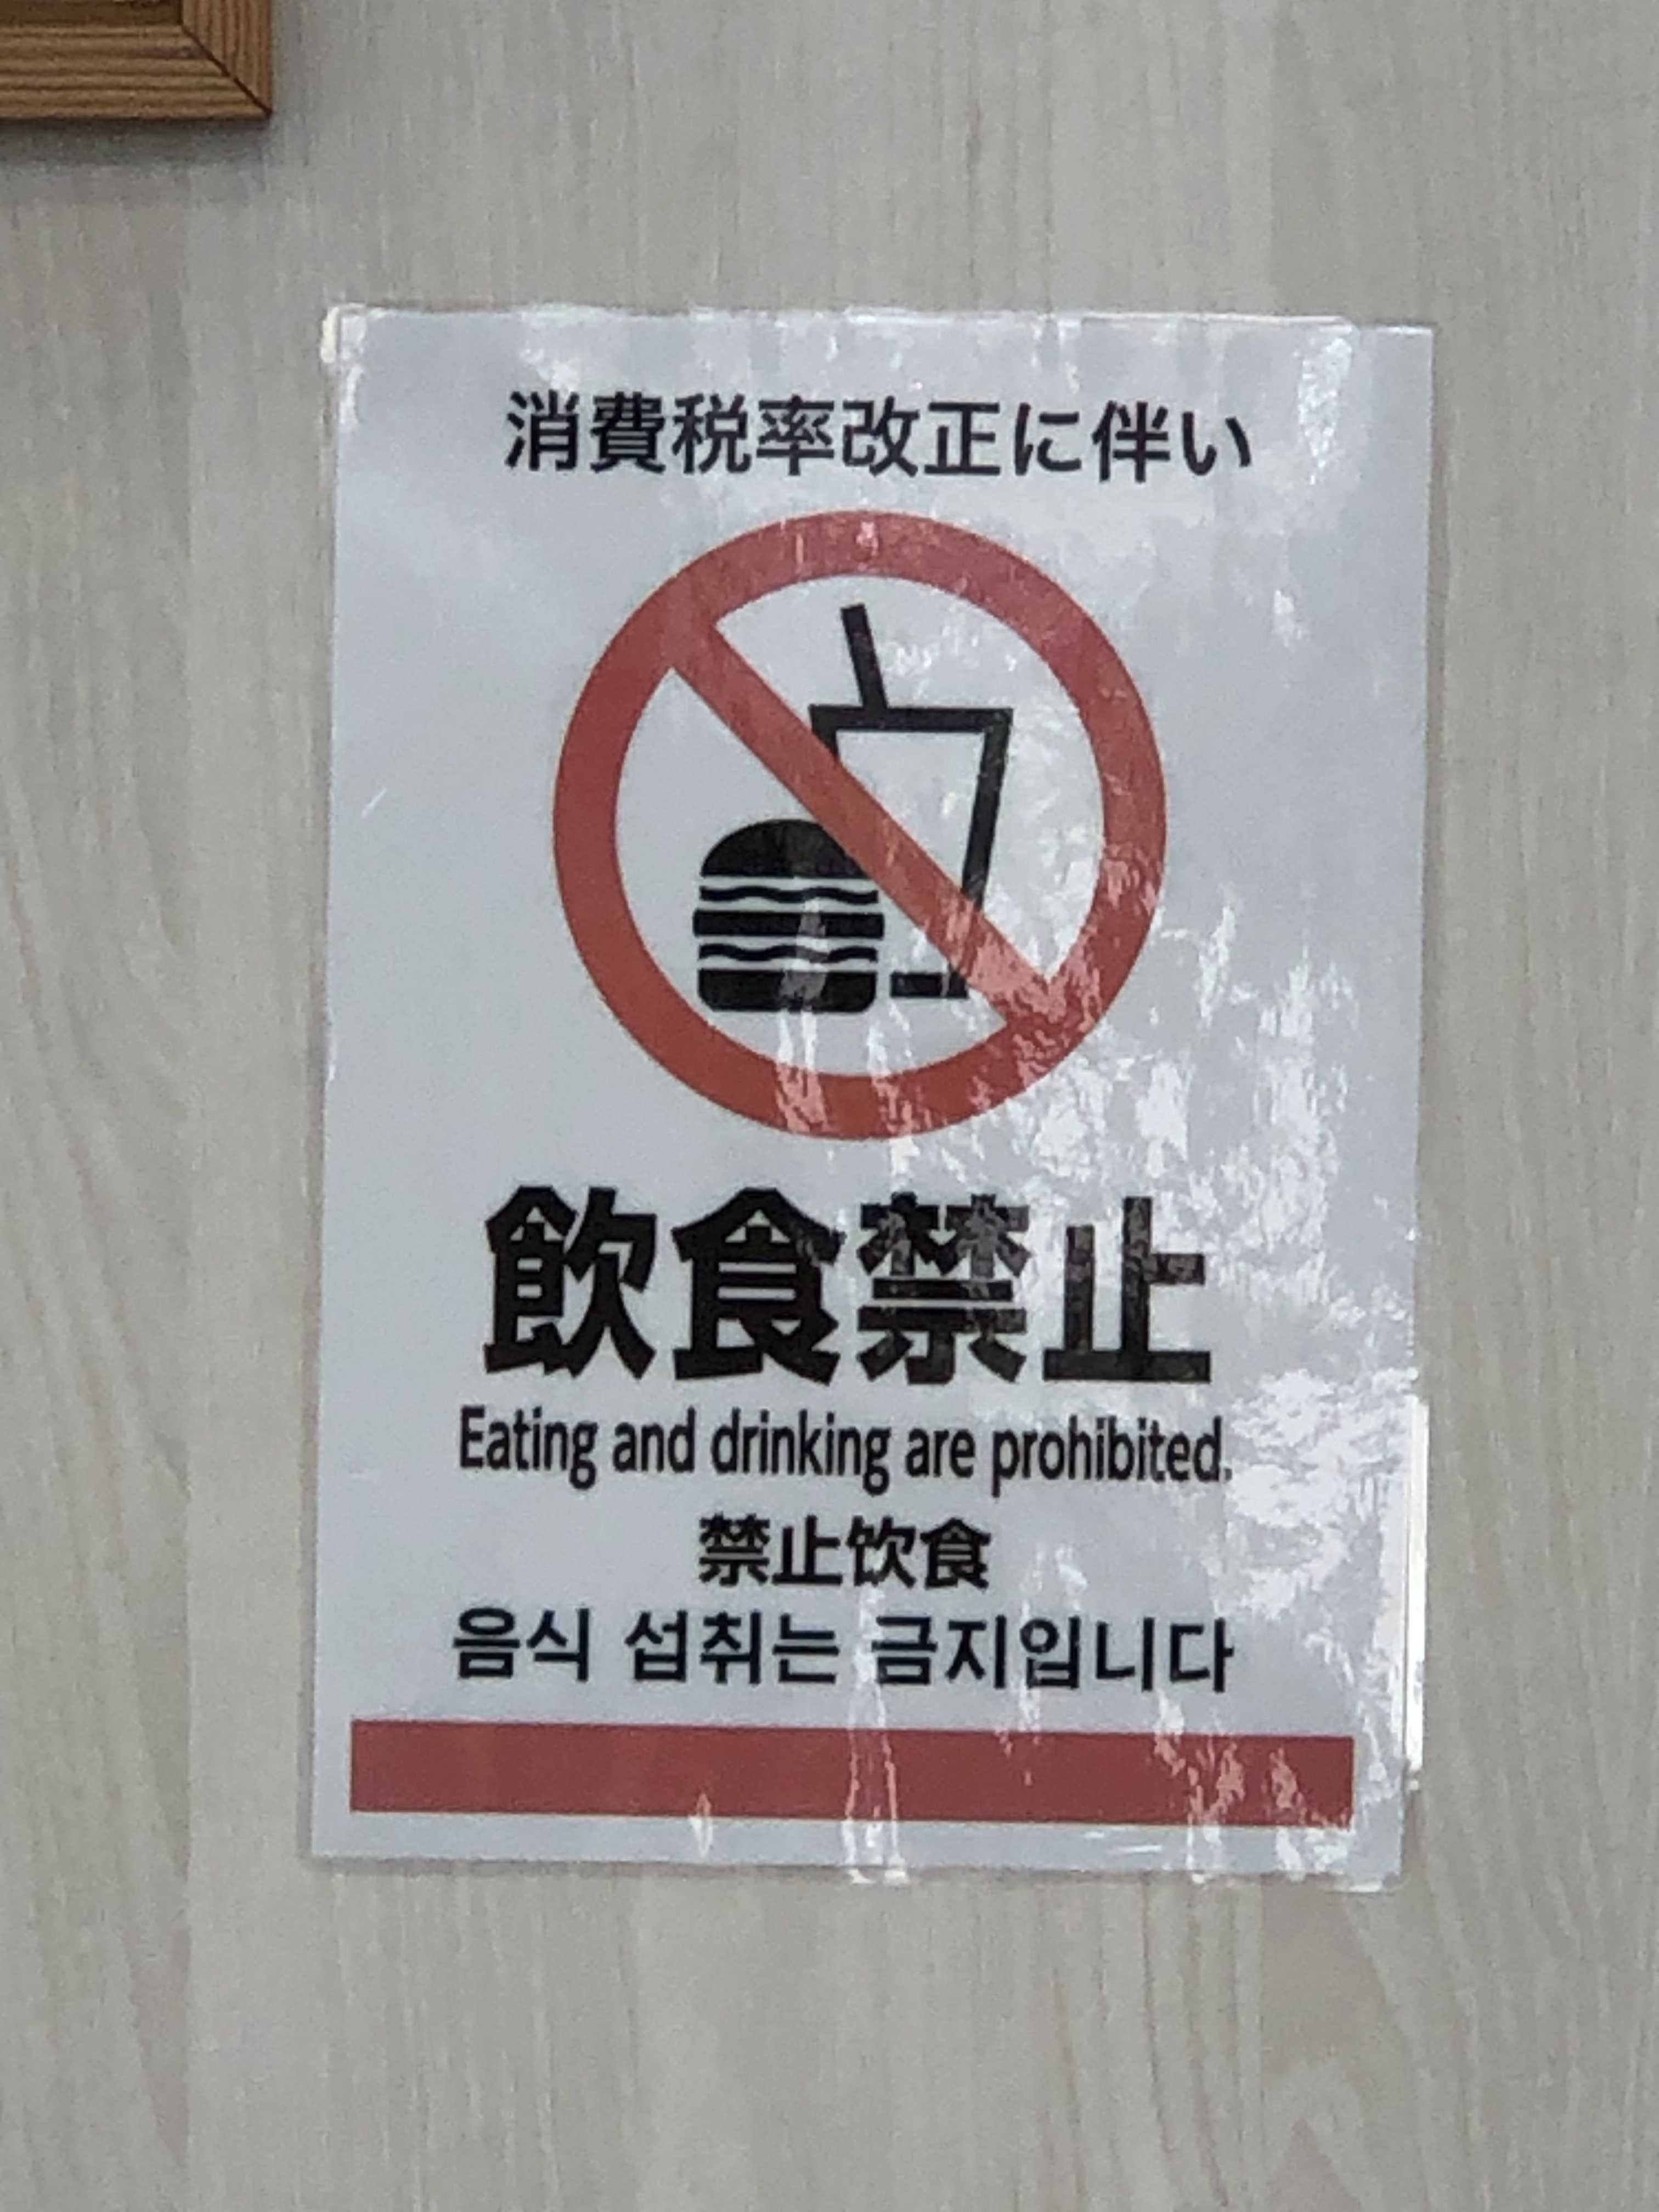 消費税率改正に伴い
飲食禁止
Eating and drinking are prohibited.
禁止饮食
음식 섭취는 금지입니다